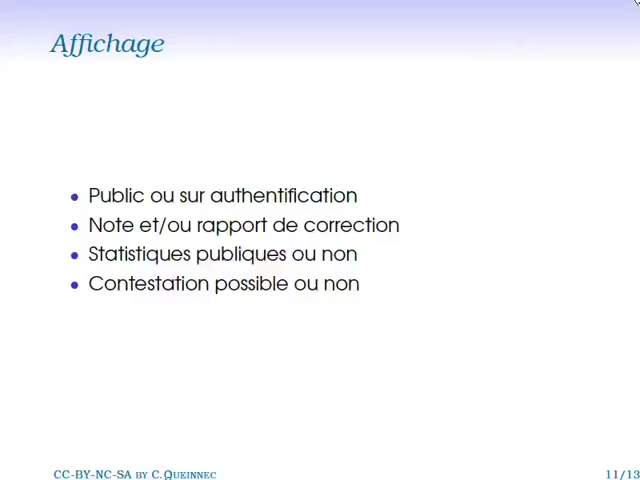 Affichage
• Public ou sur authentification
• Note et/ou rapport de correction
• Statistiques publiques ou non
• Contestation possible ou non
CC-BY-NC-SA BY C.QUEINNEC
11/13